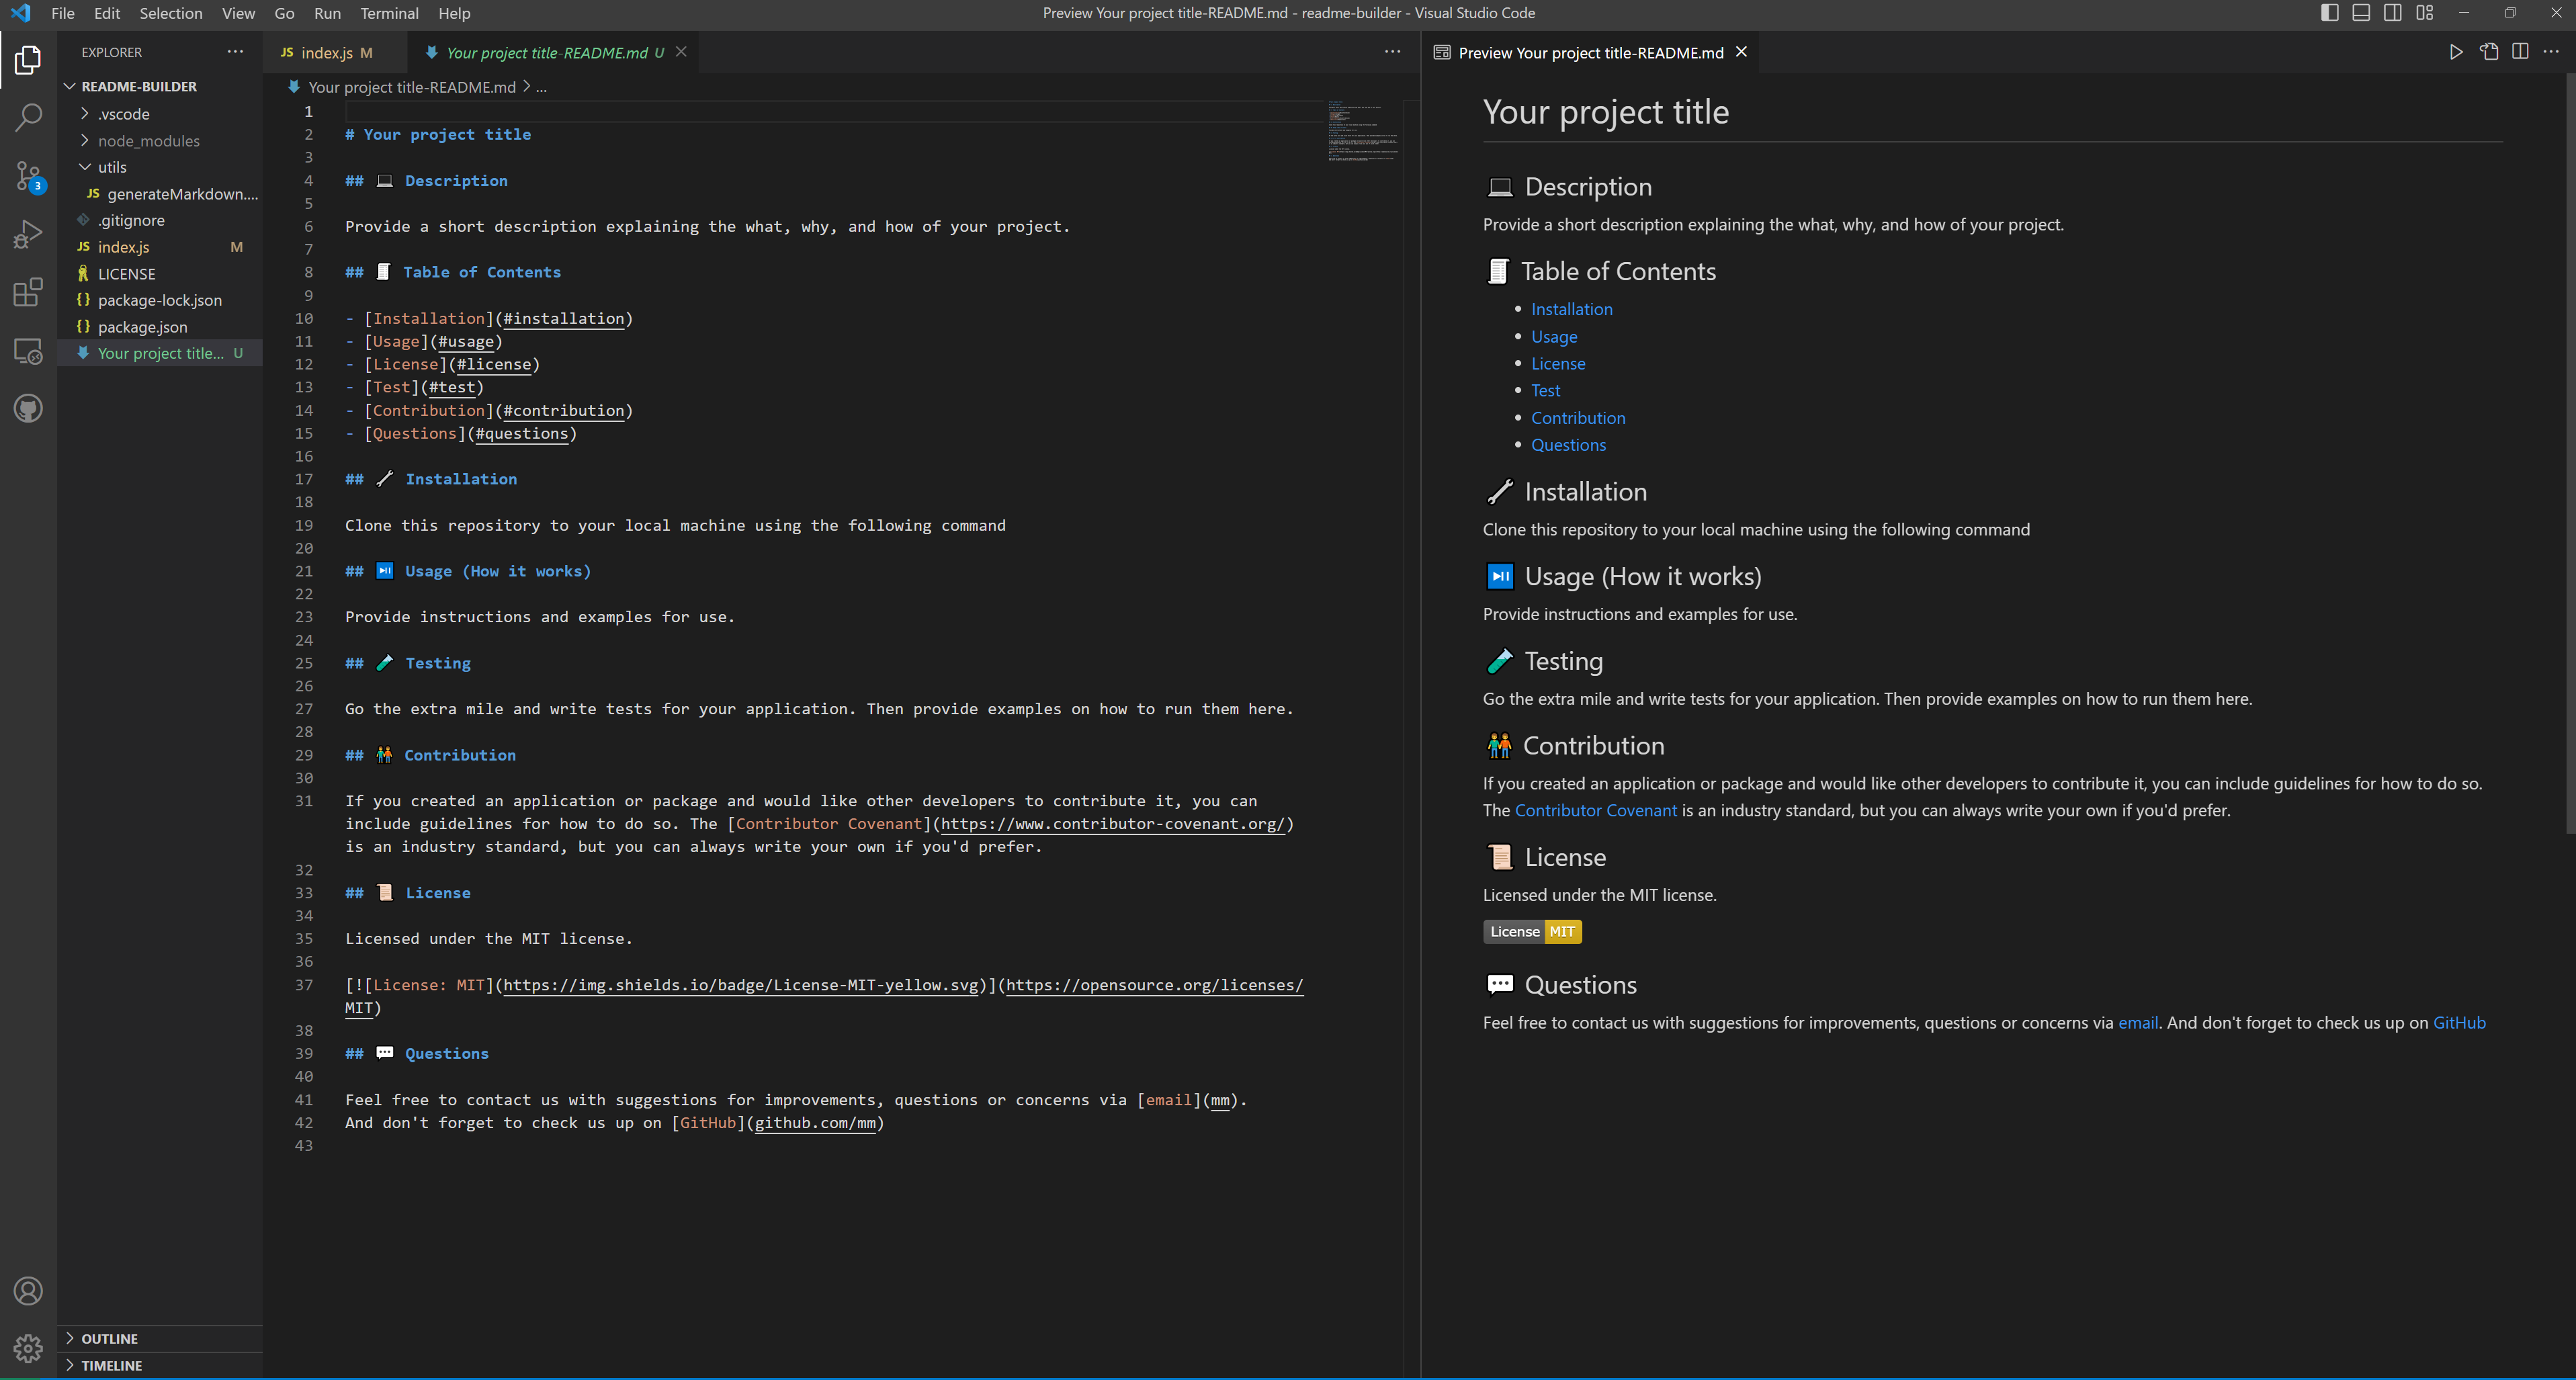 File Edit Selection View Go Run Terminal Help
Preview Your project title-README.md - readme-builder - Visual Studio Code
EXPLORER
README-BUILDER
.vscode
node_modules
utils
JS generateMarkdown....
.gitignore
JS index.js M
LICENSE
{} package-lock.json
{} package.json
Your project title... U
3
OUTLINE
TIMELINE
JS index.js M
Your project title-README.md U
Your project title-README.md > ...
1
2 # Your project title
3
4 ## 💻 Description
5
6 Provide a short description explaining the what, why, and how of your project.
7
8 ## 🧾 Table of Contents
9
10 - [Installation](#installation)
11 - [Usage](#usage)
12 - [License](#license)
13 - [Test](#test)
14 - [Contribution](#contribution)
15 - [Questions](#questions)
16
17 ## 🔧 Installation
18
19 Clone this repository to your local machine using the following command
20
21 ## ⏯ Usage (How it works)
22
23 Provide instructions and examples for use.
24
25 ## 🧪 Testing
26
27 Go the extra mile and write tests for your application. Then provide examples on how to run them here.
28
29 ## 🧑‍🤝‍🧑 Contribution
30
31 If you created an application or package and would like other developers to contribute it, you can
include guidelines for how to do so. The [Contributor Covenant](https://www.contributor-covenant.org/)
is an industry standard, but you can always write your own if you'd prefer.
32
33 ## 📜 License
34
35 Licensed under the MIT license.
36
37 [![License: MIT](https://img.shields.io/badge/License-MIT-yellow.svg)](https://opensource.org/licenses/
MIT)
38
39 ## 💬 Questions
40
41 Feel free to contact us with suggestions for improvements, questions or concerns via [email](mm).
42 And don't forget to check us up on [GitHub](github.com/mm)
43
Preview Your project title-README.md
Your project title
💻 Description
Provide a short description explaining the what, why, and how of your project.
🧾 Table of Contents
• Installation
• Usage
• License
• Test
• Contribution
• Questions
🔧 Installation
Clone this repository to your local machine using the following command
⏯ Usage (How it works)
Provide instructions and examples for use.
🧪 Testing
Go the extra mile and write tests for your application. Then provide examples on how to run them here.
🧑‍🤝‍🧑 Contribution
If you created an application or package and would like other developers to contribute it, you can include guidelines for how to do so.
The Contributor Covenant is an industry standard, but you can always write your own if you'd prefer.
📜 License
Licensed under the MIT license.
License MIT
💬 Questions
Feel free to contact us with suggestions for improvements, questions or concerns via email. And don't forget to check us up on GitHub